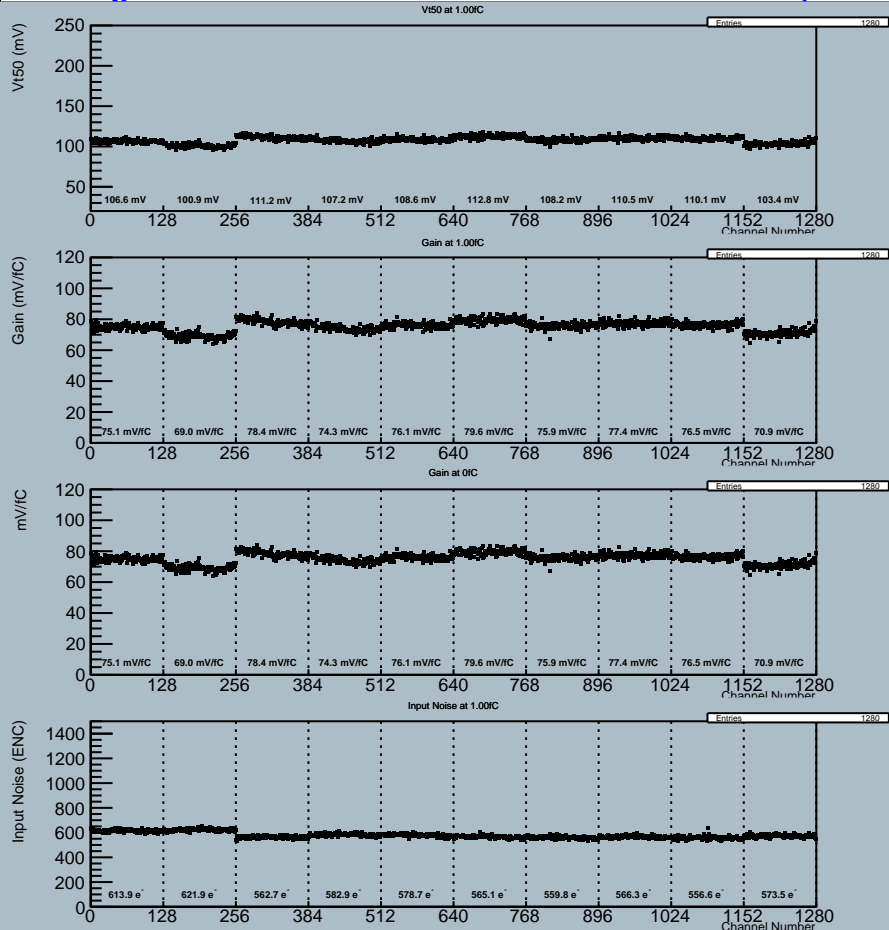 Vt50 at 1.00fC
Entries 1280
Vt50 (mV)
250
200
150
100
50
106.6 mV 100.9 mV 111.2 mV 107.2 mV 108.6 mV 112.8 mV 108.2 mV 110.5 mV 110.1 mV 103.4 mV
0 128 256 384 512 640 768 896 1024 1152 1280
Channel Number
Gain at 1.00fC
Entries 1280
Gain (mV/fC)
120
100
80
60
40
20
0
75.1 mV/fC 69.0 mV/fC 78.4 mV/fC 74.3 mV/fC 76.1 mV/fC 79.6 mV/fC 75.9 mV/fC 77.4 mV/fC 76.5 mV/fC 70.9 mV/fC
0 128 256 384 512 640 768 896 1024 1152 1280
Channel Number
Gain at 0fC
Entries 1280
mV/fC
120
100
80
60
40
20
0
75.1 mV/fC 69.0 mV/fC 78.4 mV/fC 74.3 mV/fC 76.1 mV/fC 79.6 mV/fC 75.9 mV/fC 77.4 mV/fC 76.5 mV/fC 70.9 mV/fC
0 128 256 384 512 640 768 896 1024 1152 1280
Channel Number
Input Noise at 1.00fC
Entries 1280
Input Noise (ENC)
1400
1200
1000
800
600
400
200
0
613.9 e⁻ 621.9 e⁻ 562.7 e⁻ 582.9 e⁻ 578.7 e⁻ 565.1 e⁻ 559.8 e⁻ 566.3 e⁻ 556.6 e⁻ 573.5 e⁻
0 128 256 384 512 640 768 896 1024 1152 1280
Channel Number